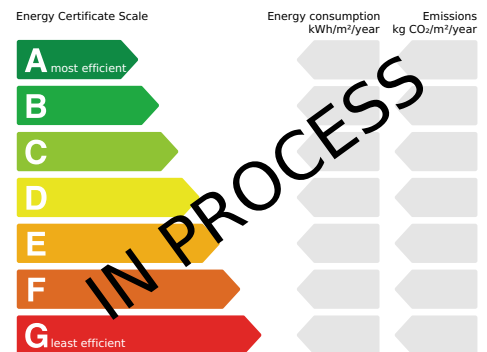 Energy Certificate Scale
Energy consumption
kWh/m²/year
Emissions
kg CO₂/m²/year
A most efficient
B
C
D
E
F
G least efficient
IN PROCESS